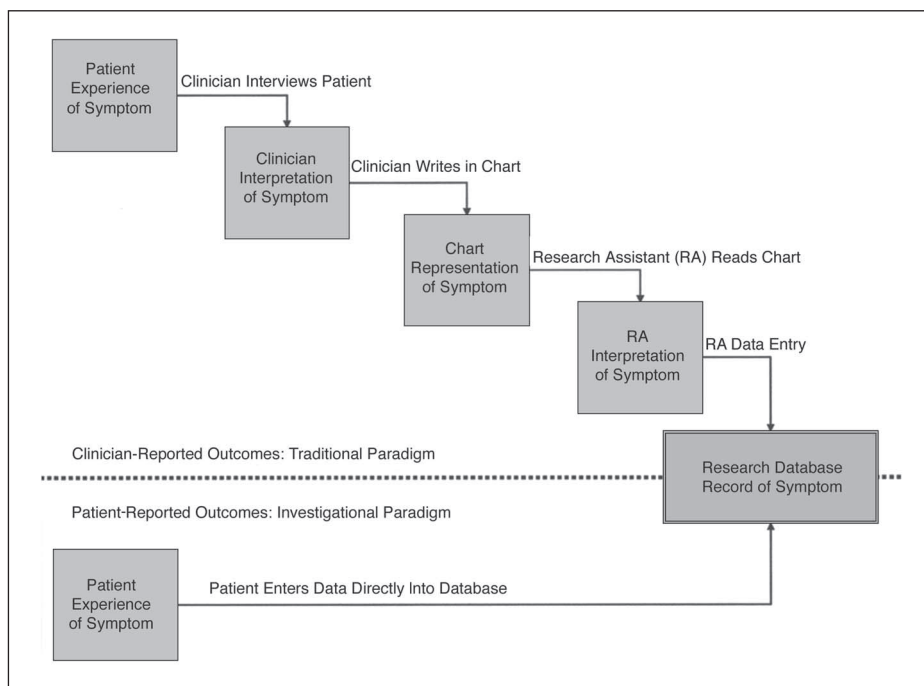 Patient
Experience
of Symptom
Clinician Interviews Patient
Clinician
Interpretation
of Symptom
Clinician Writes in Chart
Chart
Representation
of Symptom
Research Assistant (RA) Reads Chart
RA
Interpretation
of Symptom
RA Data Entry
Clinician-Reported Outcomes: Traditional Paradigm
Research Database
Record of Symptom
Patient-Reported Outcomes: Investigational Paradigm
Patient
Experience
of Symptom
Patient Enters Data Directly Into Database